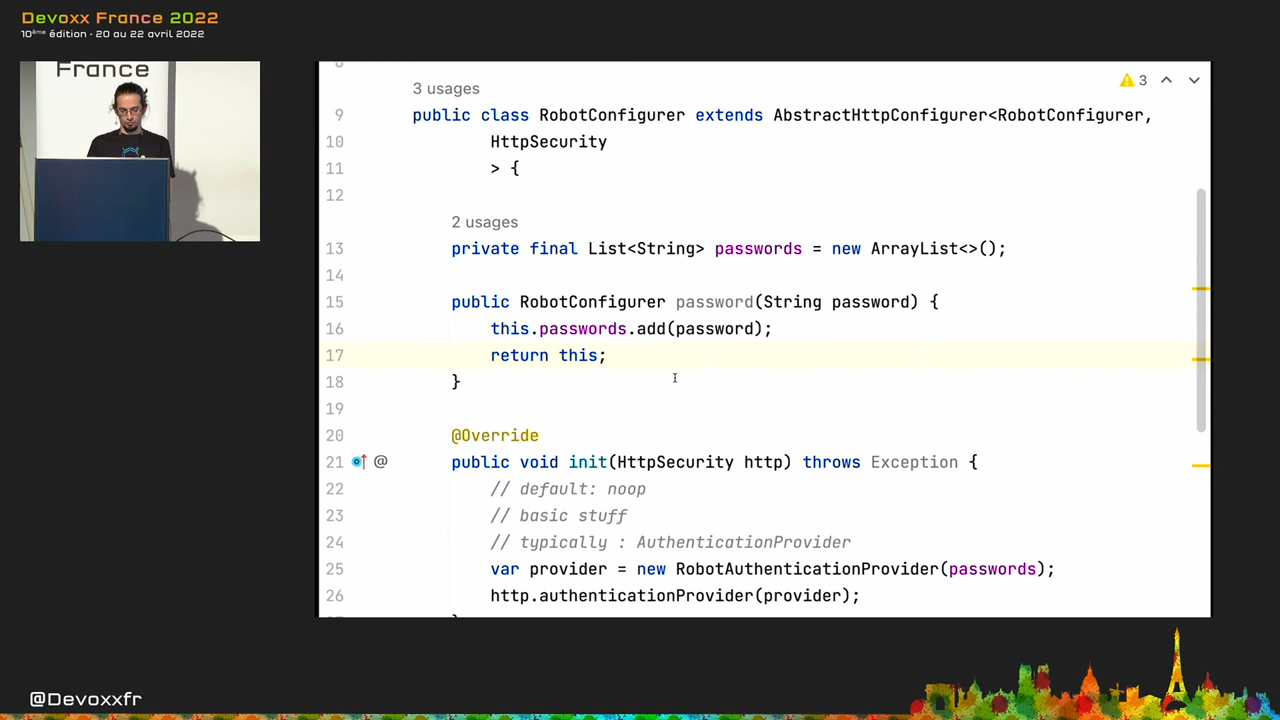 Devoxx France 2022
10ème édition - 20 au 22 avril 2022
France
3 usages
3
9 public class RobotConfigurer extends AbstractHttpConfigurer<RobotConfigurer,
10 HttpSecurity
11 > {
12
2 usages
13 private final List<String> passwords = new ArrayList<>();
14
15 public RobotConfigurer password(String password) {
16 this.passwords.add(password);
17 return this;
18 }
19
20 @Override
21 @ public void init(HttpSecurity http) throws Exception {
22 // default: noop
23 // basic stuff
24 // typically : AuthenticationProvider
25 var provider = new RobotAuthenticationProvider(passwords);
26 http.authenticationProvider(provider);
@Devoxxfr